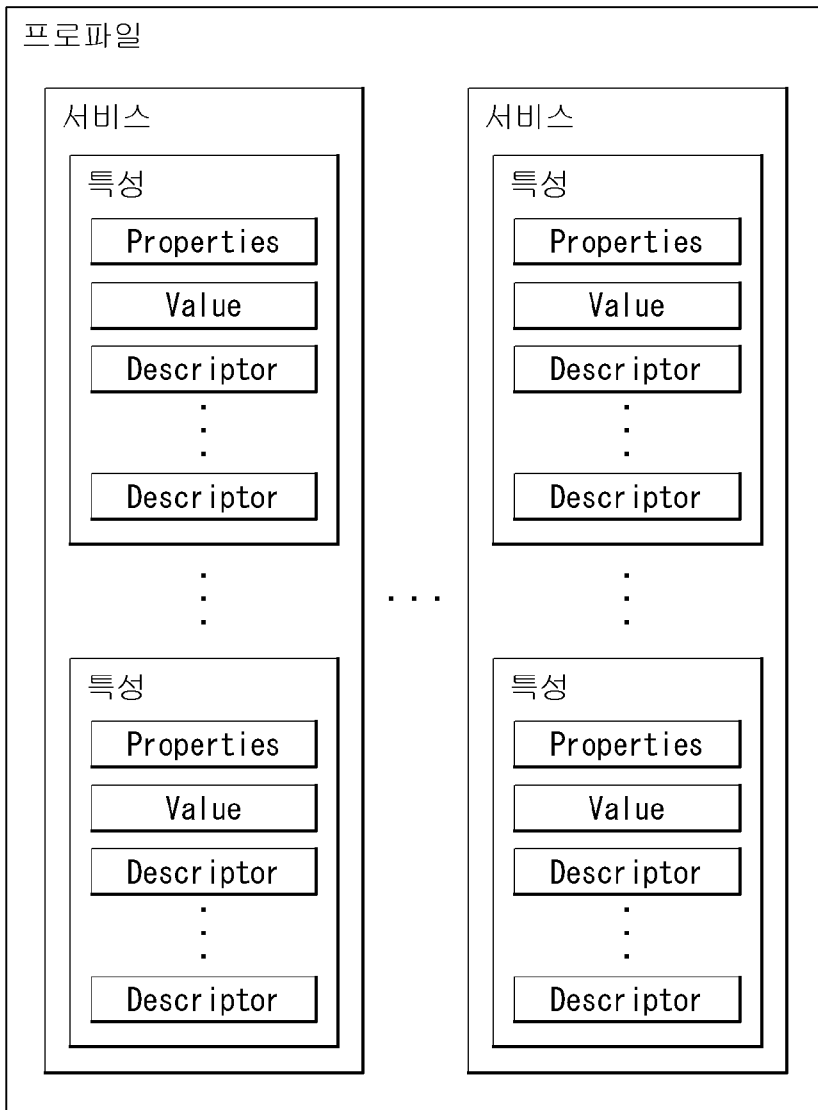 프로파일
서비스
특성
Properties
Value
Descriptor
Descriptor
특성
Properties
Value
Descriptor
Descriptor
서비스
특성
Properties
Value
Descriptor
Descriptor
특성
Properties
Value
Descriptor
Descriptor